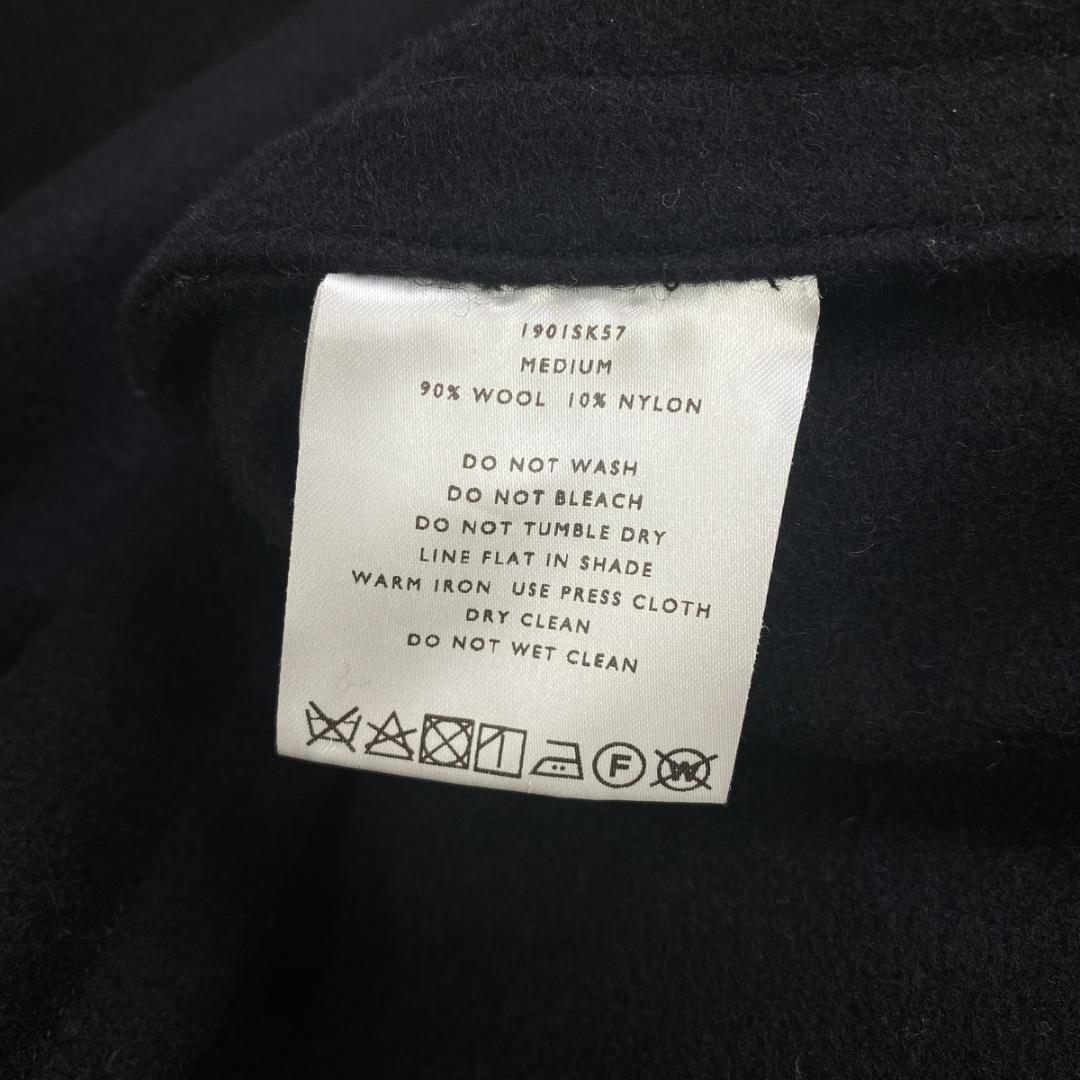 1901SK57
MEDIUM
90% WOOL 10% NYLON
DO NOT WASH
DO NOT BLEACH
DO NOT TUMBLE DRY
LINE FLAT IN SHADE
WARM IRON USE PRESS CLOTH
DRY CLEAN
DO NOT WET CLEAN
F W